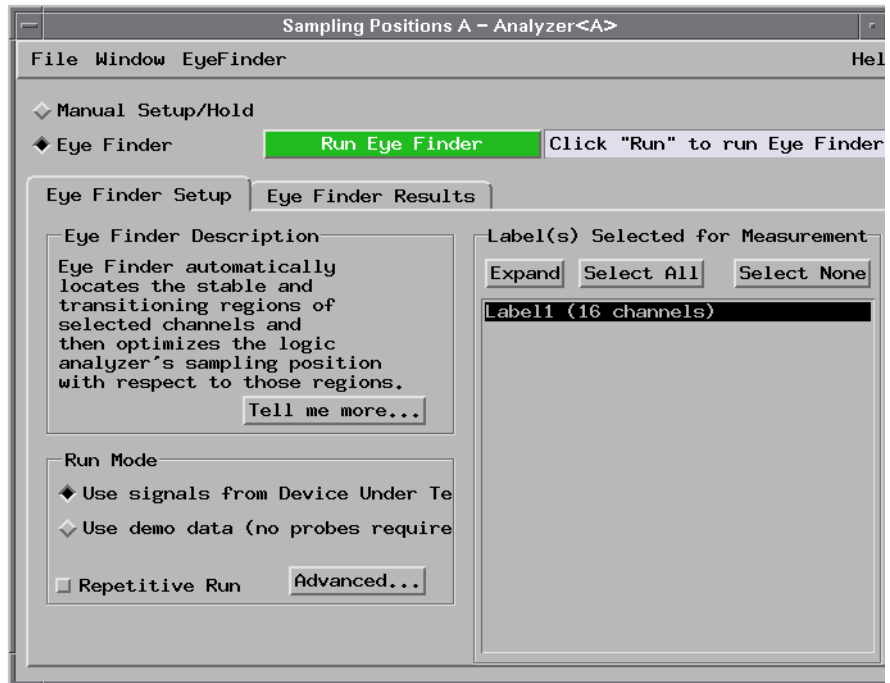 Sampling Positions A – Analyzer<A>
File Window EyeFinder Hel
Manual Setup/Hold
Eye Finder Run Eye Finder Click "Run" to run Eye Finder
Eye Finder Setup Eye Finder Results
Eye Finder Description
Eye Finder automatically
locates the stable and
transitioning regions of
selected channels and
then optimizes the logic
analyzer's sampling position
with respect to those regions.
Tell me more...
Run Mode
Use signals from Device Under Te
Use demo data (no probes require
Repetitive Run Advanced...
Label(s) Selected for Measurement
Expand Select All Select None
Label1 (16 channels)